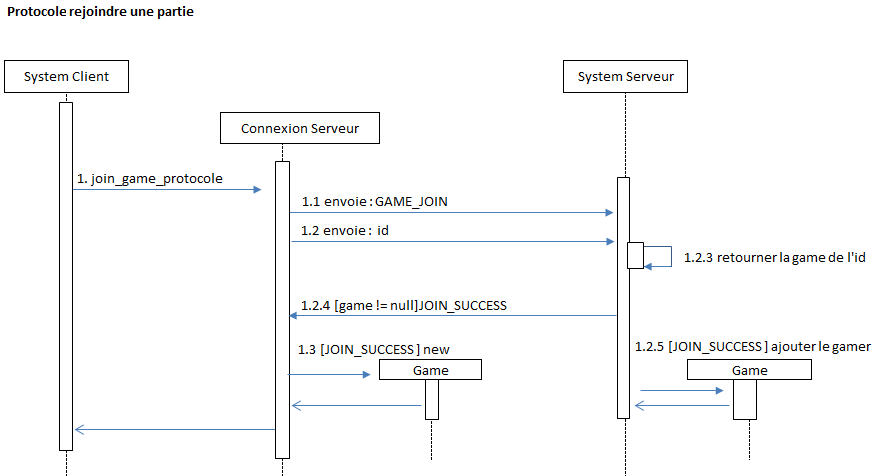 Protocole rejoindre une partie
System Client
System Serveur
Connexion Serveur
1. join_game_protocole
1.1 envoie : GAME_JOIN
1.2 envoie : id
1.2.3 retourner la game de l'id
1.2.4 [game != null]JOIN_SUCCESS
1.3 [JOIN_SUCCESS ] new
1.2.5 [JOIN_SUCCESS ] ajouter le gamer
Game
Game